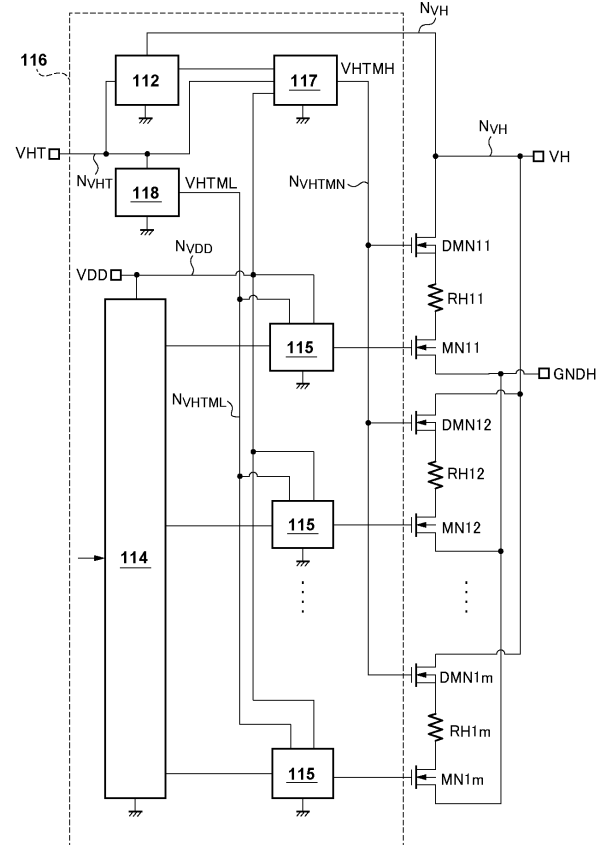 NVH
116
112
117
VHTMH
NVH
VHT
VH
NVHT
118
VHTML
NVHTMN
DMN11
NVDD
VDD
RH11
115
MN11
GNDH
NVHTML
DMN12
RH12
115
MN12
114
DMN1m
RH1m
115
MN1m